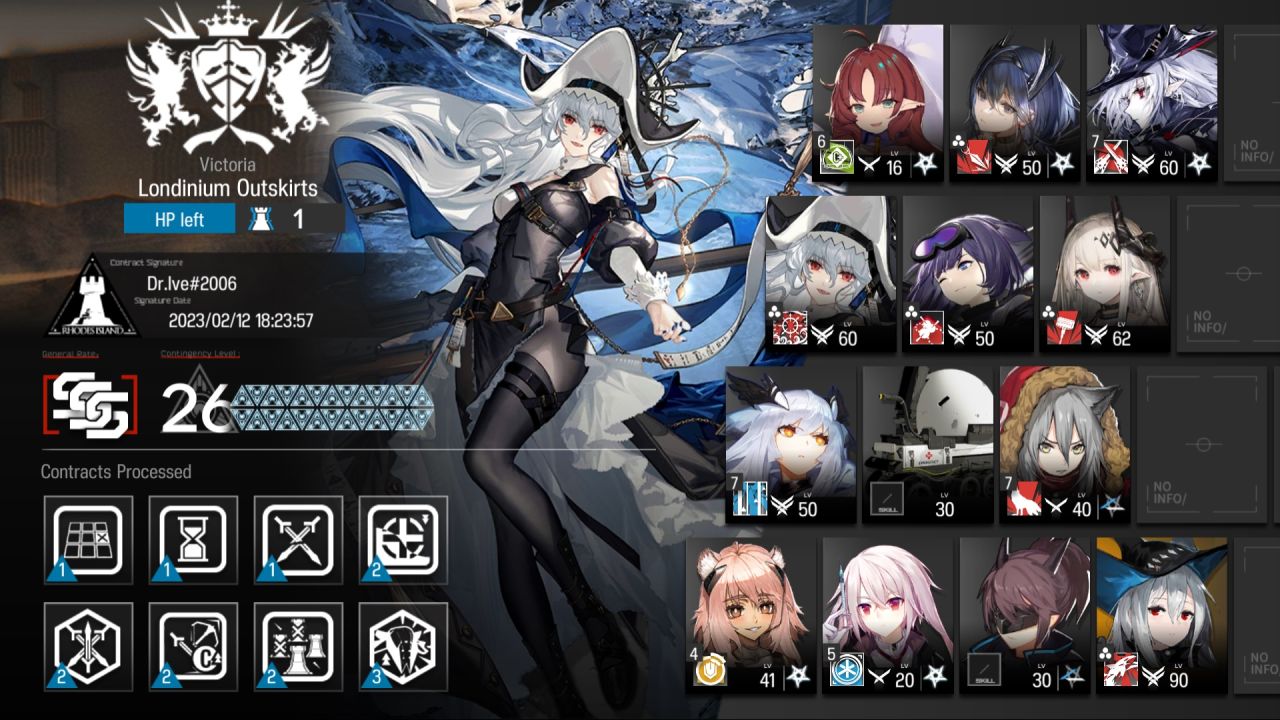 Victoria
Londinium Outskirts
HP left 1
Contract Signature
Dr.Ive#2006
Signature Date
2023/02/12 18:23:57
RHODES ISLAND
General Rate:
Contingency Level:
SSS
26
Contracts Processed
1 1 1 2
2 2 2 3
6 LV 16
LV 50
7 LV 60
NO INFO/
LV 60
LV 50
LV 62
NO INFO/
7 LV 50
SKILL LV 30
7 LV 40
NO INFO/
4 LV 41
5 LV 20
SKILL LV 30
LV 90
NO INFO